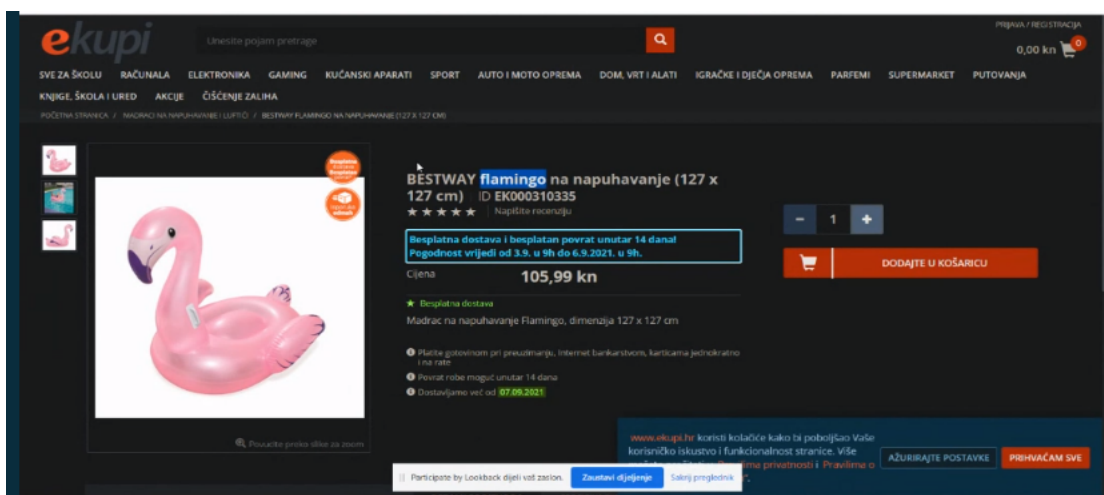 PRIJAVA / REGISTRACIJA
ekupi
Unesite pojam pretrage
0,00 kn 0
SVE ZA ŠKOLU RAČUNALA ELEKTRONIKA GAMING KUĆANSKI APARATI SPORT AUTO I MOTO OPREMA DOM, VRT I ALATI IGRAČKE I DJEČJA OPREMA PARFEMI SUPERMARKET PUTOVANJA
KNJIGE, ŠKOLA I URED AKCIJE ČIŠĆENJE ZALIHA
POČETNA STRANICA / MADRACI NA NAPUHAVANJE I LUFTIĆI / BESTWAY FLAMINGO NA NAPUHAVANJE (127 X 127 CM)
Besplatna
BESTWAY flamingo na napuhavanje (127 x
127 cm) ID EK000310335
Napišite recenziju
Besplatna dostava i besplatan povrat unutar 14 dana!
Pogodnost vrijedi od 3.9. u 9h do 6.9.2021. u 9h.
Cijena 105,99 kn
Besplatna dostava
Madrac na napuhavanje Flamingo, dimenzija 127 x 127 cm
Platite gotovinom pri preuzimanju, internet bankarstvom, karticama jednokratno
i na rate
Povrat robe moguć unutar 14 dana
Dostavljamo već od 07.09.2021
Povucite preko slike za zoom
- 1 +
DODAJTE U KOŠARICU
www.ekupi.hr koristi kolačiće kako bi poboljšao Vaše
korisničko iskustvo i funkcionalnost stranice. Više
privatnosti i Pravilima o
AŽURIRAJTE POSTAVKE PRIHVAĆAM SVE
Participate by Lookback dijeli vaš zaslon. Zaustavi dijeljenje Sakrij preglednik